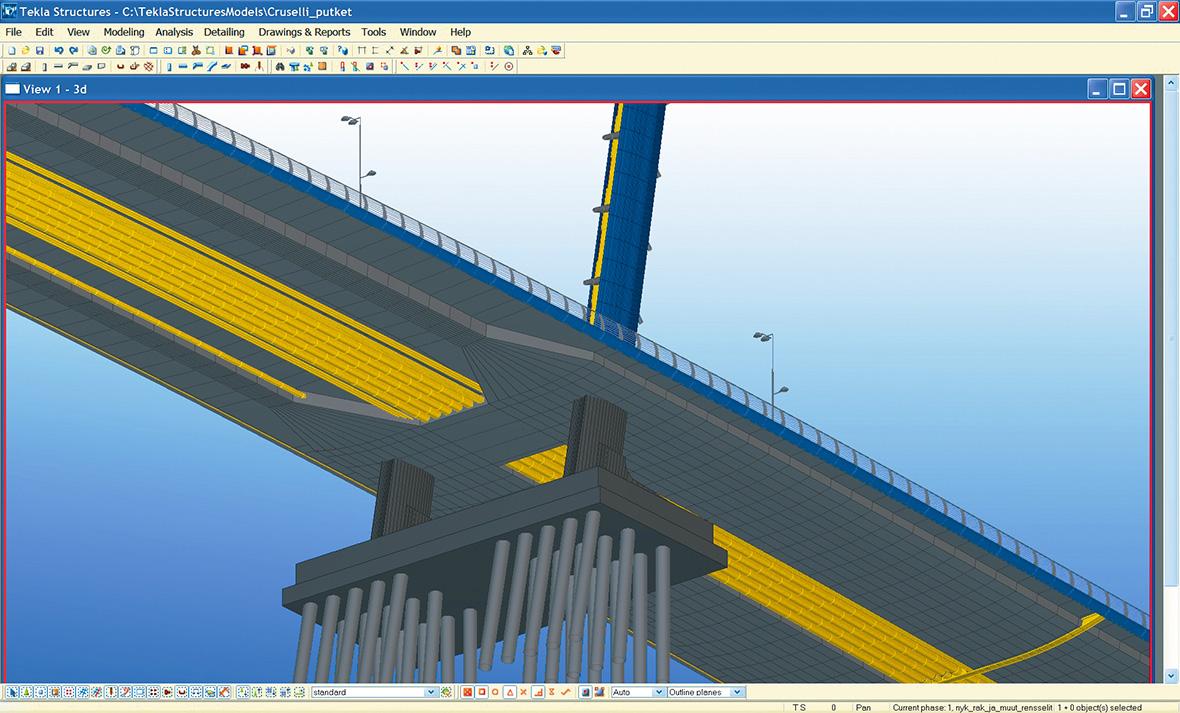 Tekla Structures - C:\TeklaStructuresModels\Cruselli_putket
File Edit View Modeling Analysis Detailing Drawings & Reports Tools Window Help
View 1 - 3d
standard Auto Outline planes
T S 0 Pan Current phase: 1, nyk_rak_ja_muut_rensselit 1 + 0 object(s) selected